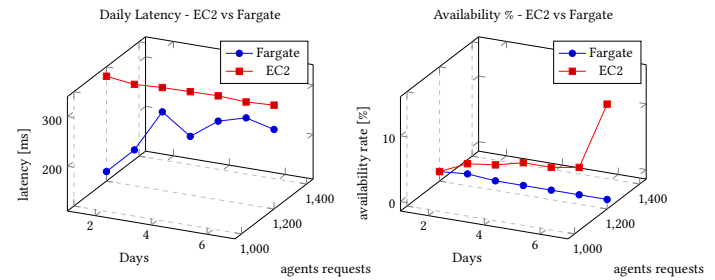 Daily Latency - EC2 vs Fargate
Fargate
EC2
300
200
latency [ms]
2
4
6
Days
1,000
1,200
1,400
agents requests
Availability % - EC2 vs Fargate
Fargate
EC2
10
0
availability rate [%]
2
4
6
Days
1,000
1,200
1,400
agents requests